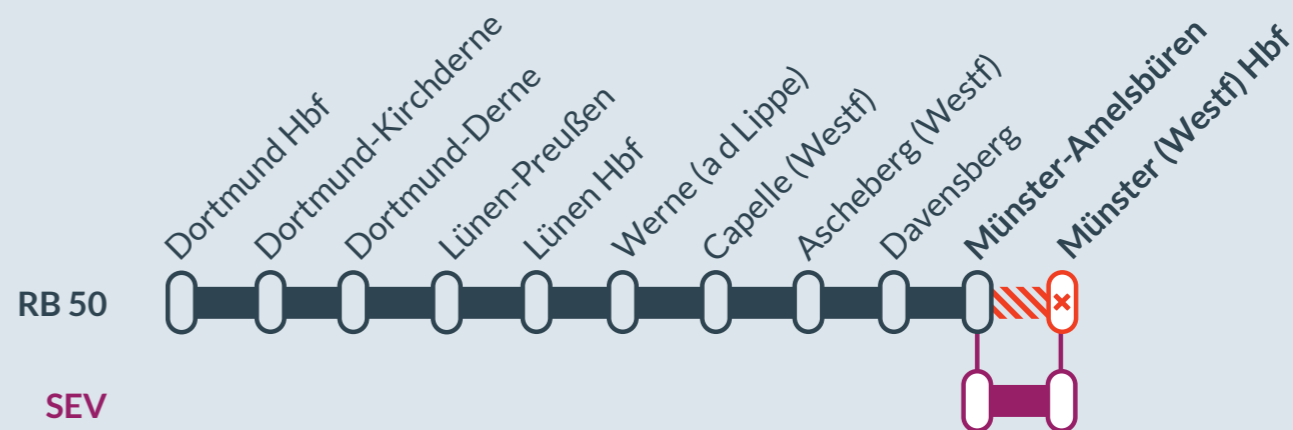 Dortmund Hbf
Dortmund-Kirchderne
Dortmund-Derne
Lünen-Preußen
Lünen Hbf
Werne (a d Lippe)
Capelle (Westf)
Ascheberg (Westf)
Davensberg
Münster-Amelsbüren
Münster (Westf) Hbf
RB 50
SEV